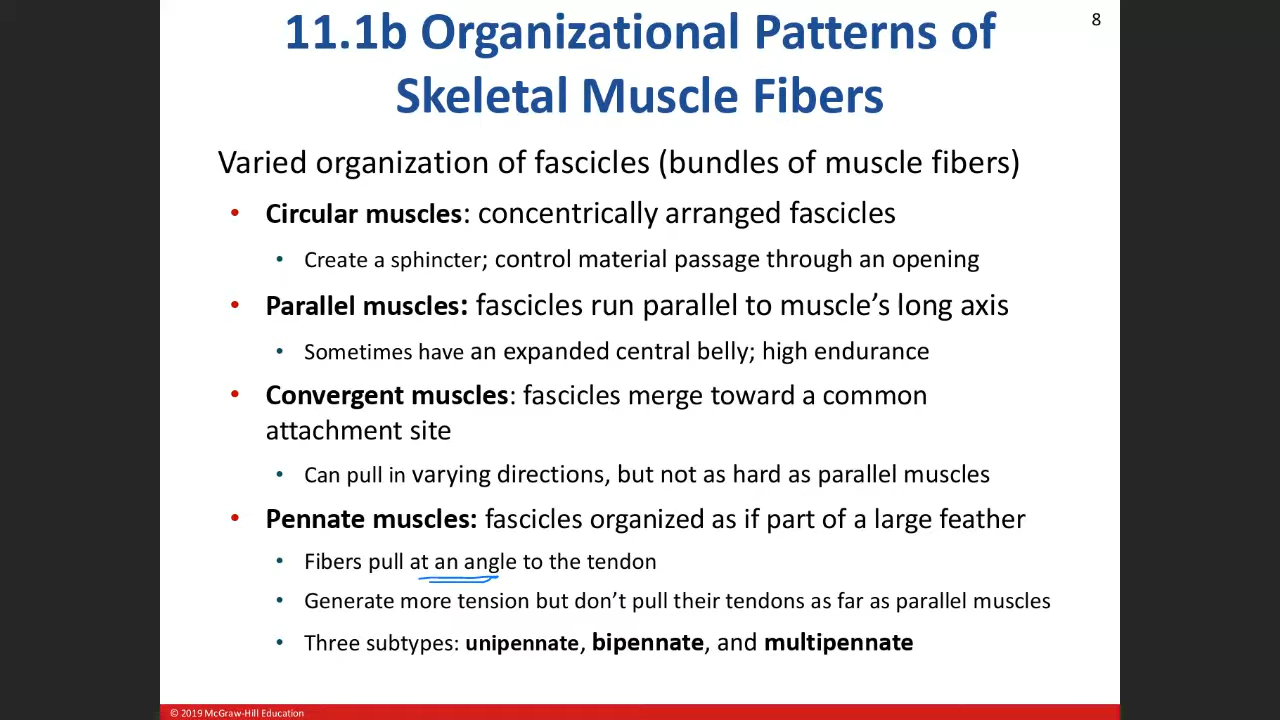 8
11.1b Organizational Patterns of
Skeletal Muscle Fibers
Varied organization of fascicles (bundles of muscle fibers)
• Circular muscles: concentrically arranged fascicles
• Create a sphincter; control material passage through an opening
• Parallel muscles: fascicles run parallel to muscle’s long axis
• Sometimes have an expanded central belly; high endurance
• Convergent muscles: fascicles merge toward a common
attachment site
• Can pull in varying directions, but not as hard as parallel muscles
• Pennate muscles: fascicles organized as if part of a large feather
• Fibers pull at an angle to the tendon
• Generate more tension but don’t pull their tendons as far as parallel muscles
• Three subtypes: unipennate, bipennate, and multipennate
© 2019 McGraw-Hill Education